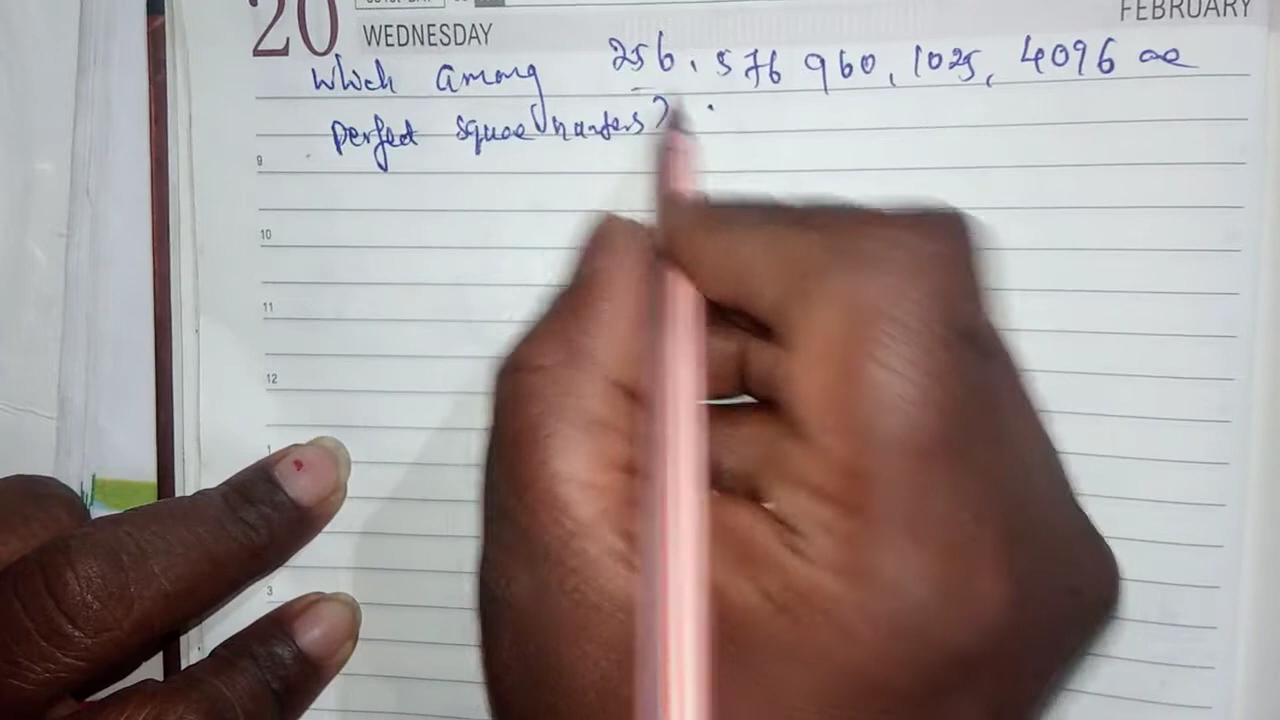 20 WEDNESDAY FEBRUARY
Which among 256, 576 960, 1025, 4096 are
perfect square numbers?
9
10
11
12
1
3